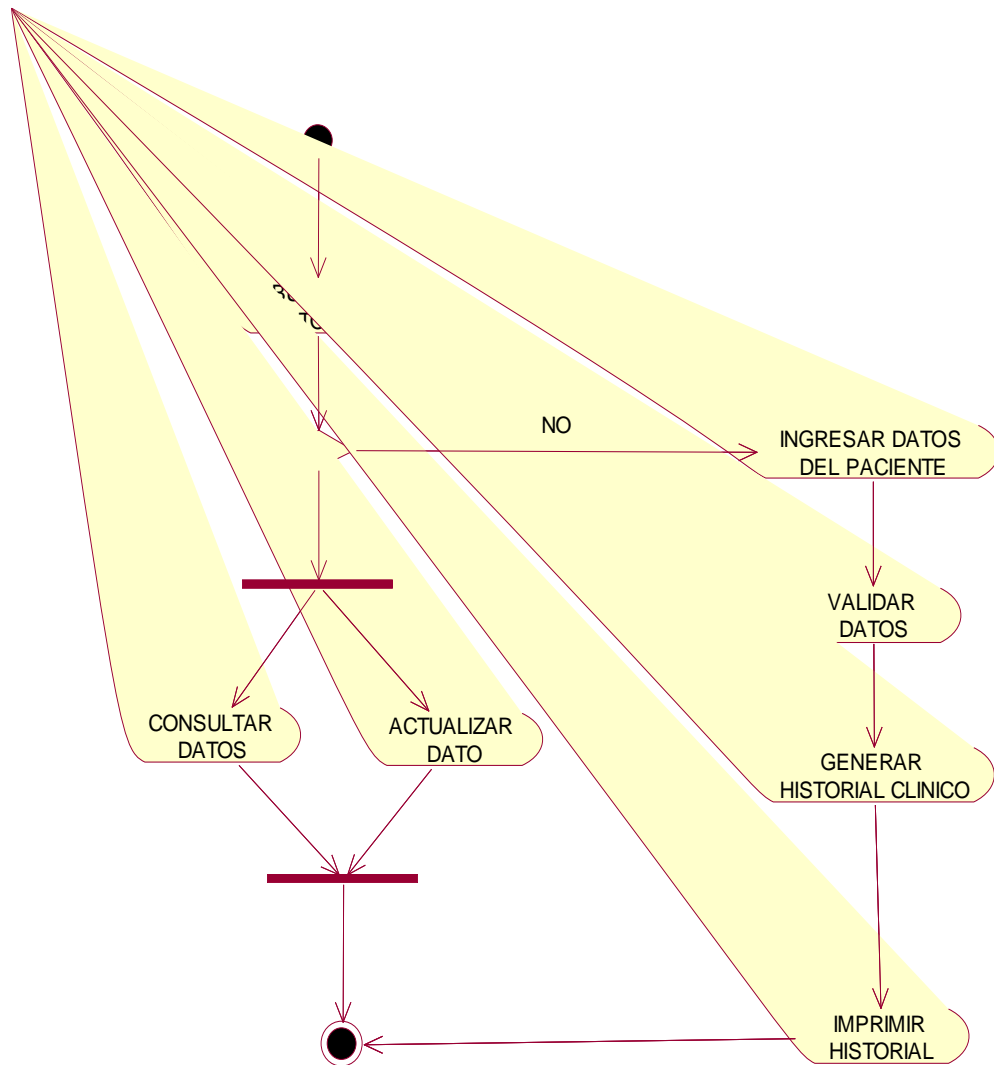 NO
INGRESAR DATOS
DEL PACIENTE
VALIDAR
DATOS
CONSULTAR
DATOS
ACTUALIZAR
DATO
GENERAR
HISTORIAL CLINICO
IMPRIMIR
HISTORIAL